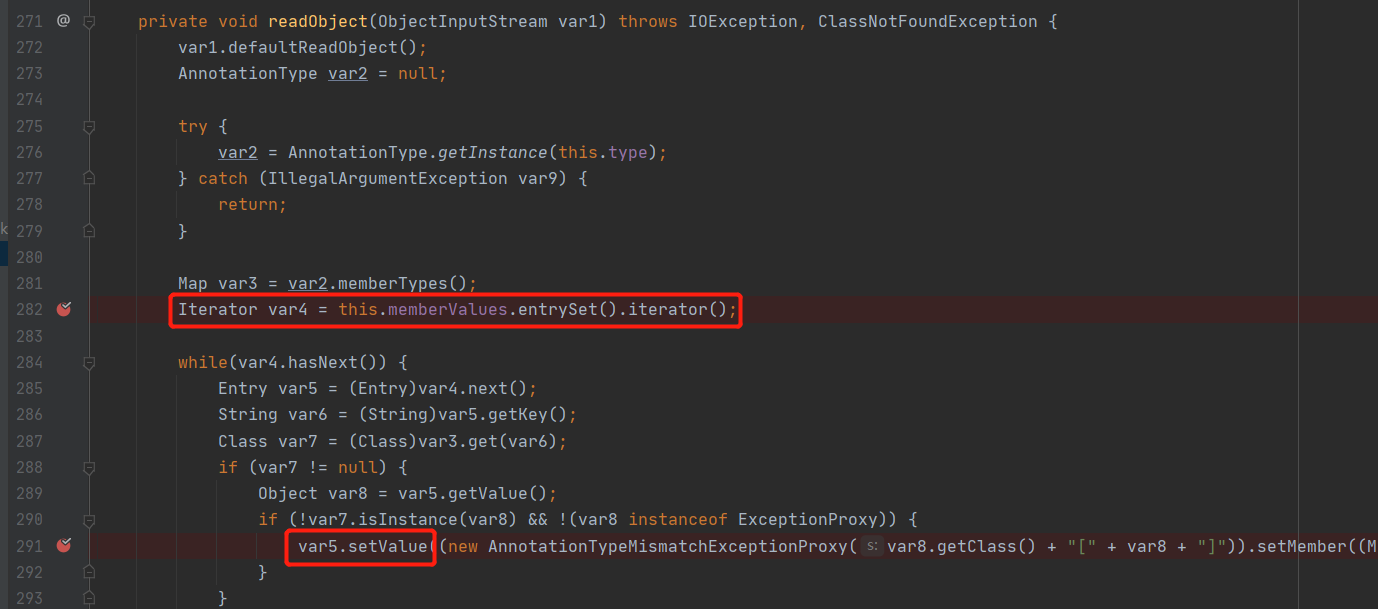 271 @ private void readObject(ObjectInputStream var1) throws IOException, ClassNotFoundException {
272 var1.defaultReadObject();
273 AnnotationType var2 = null;
274
275 try {
276 var2 = AnnotationType.getInstance(this.type);
277 } catch (IllegalArgumentException var9) {
278 return;
279 }
280
281 Map var3 = var2.memberTypes();
282 Iterator var4 = this.memberValues.entrySet().iterator();
283
284 while(var4.hasNext()) {
285 Entry var5 = (Entry)var4.next();
286 String var6 = (String)var5.getKey();
287 Class var7 = (Class)var3.get(var6);
288 if (var7 != null) {
289 Object var8 = var5.getValue();
290 if (!var7.isInstance(var8) && !(var8 instanceof ExceptionProxy)) {
291 var5.setValue((new AnnotationTypeMismatchExceptionProxy( s: var8.getClass() + "[" + var8 + "]")).setMember((M
292 }
293 }